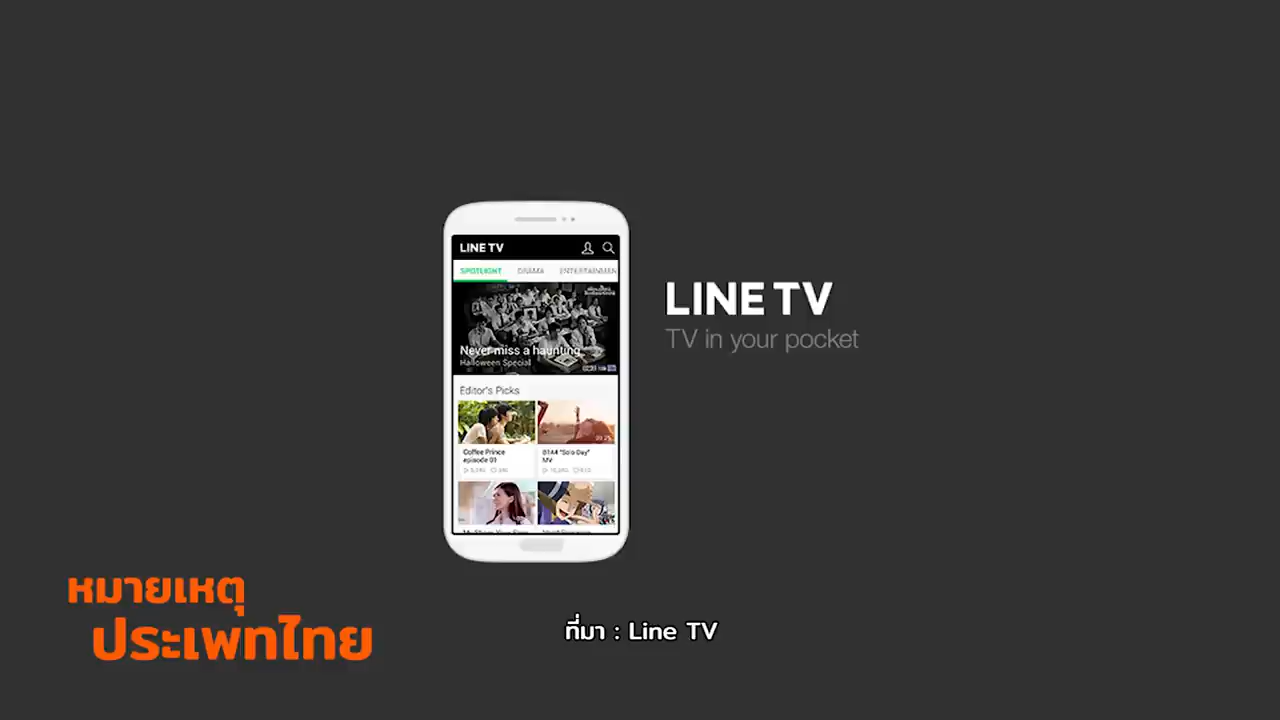 LINE TV
SPOTLIGHT DRAMA ENTERTAINMEN
Never miss a haunting
Halloween Special
Editor's Picks
Coffee Prince
episode 01
B1A4 "Solo Day"
MV
LINE TV
TV in your pocket
หมายเหตุ
ประเพทไทย
ที่มา : Line TV